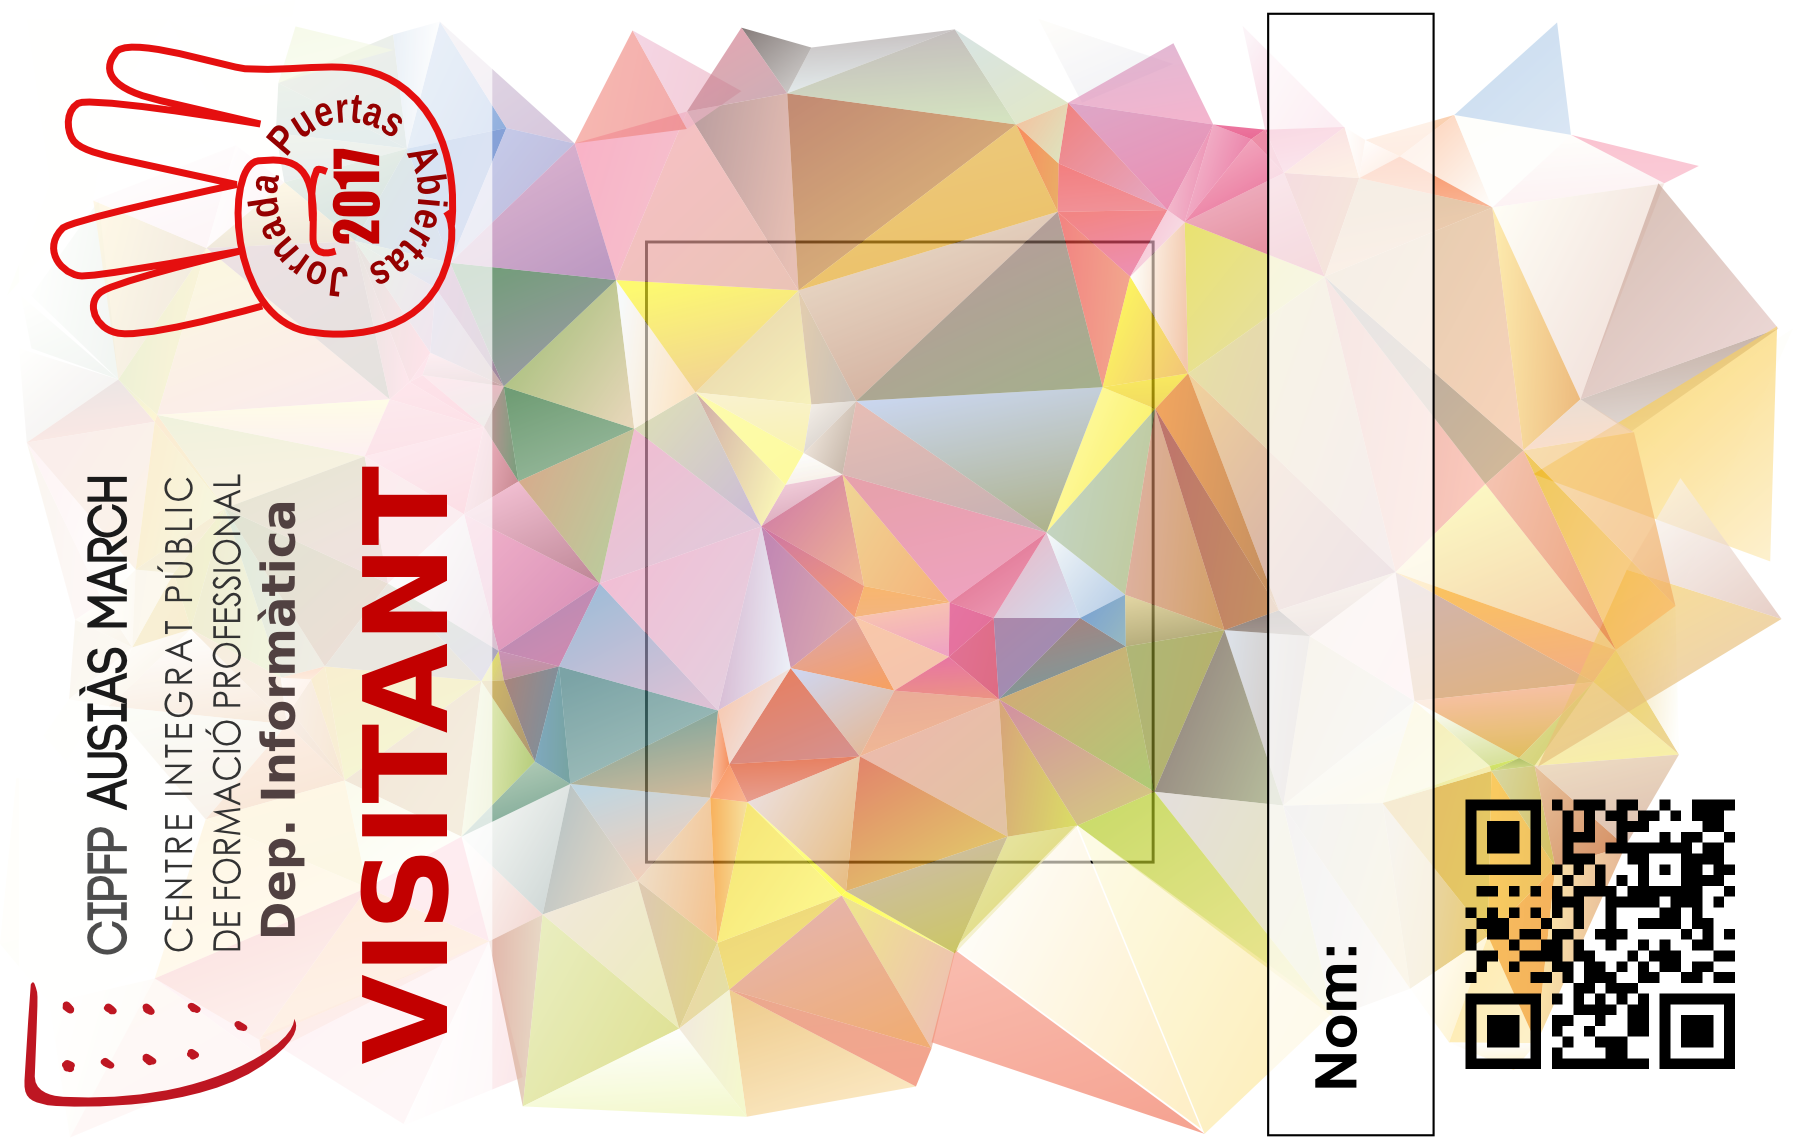 CIPFP AUSIÀS MARCH
CENTRE INTEGRAT PÚBLIC
DE FORMACIÓ PROFESSIONAL
Dep. Informàtica
Jornada Puertas Abiertas
2017
VISITANT
Nom: